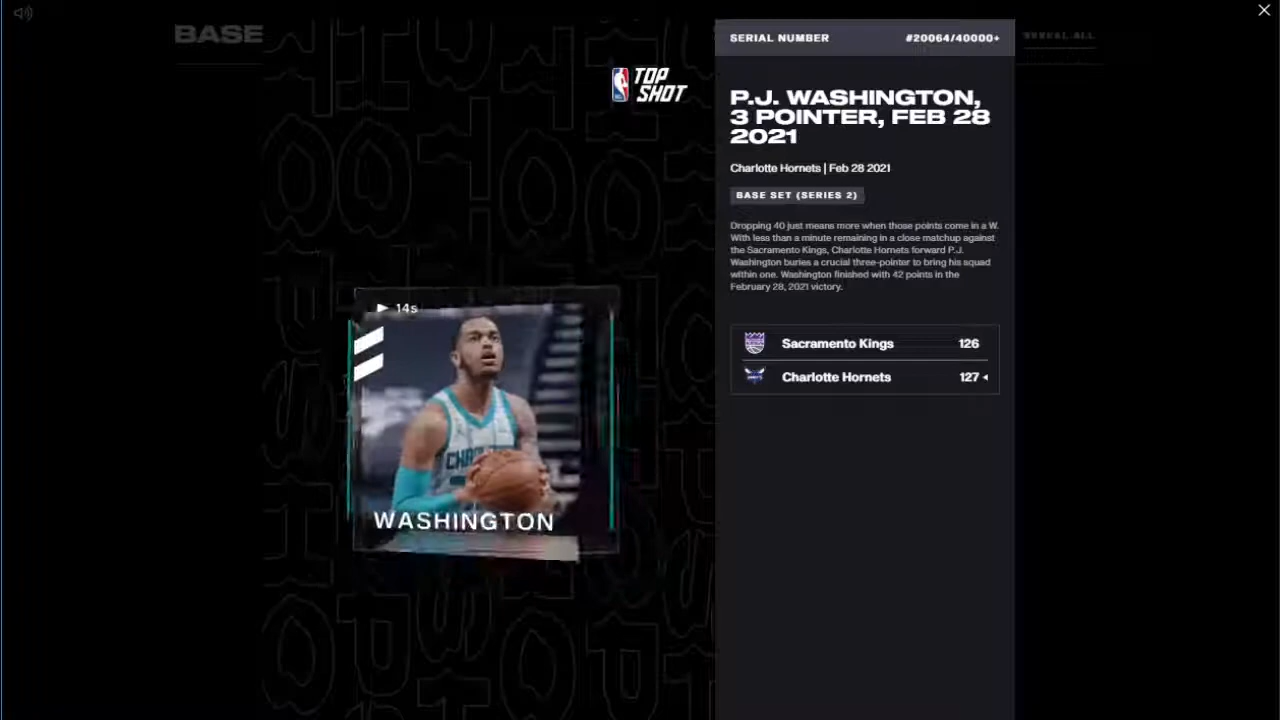 BASE
SERIAL NUMBER #20064/40000+
TOP
SHOT
P.J. WASHINGTON,
3 POINTER, FEB 28
2021
Charlotte Hornets | Feb 28 2021
BASE SET (SERIES 2)
Dropping 40 just means more when those points come in a W.
With less than a minute remaining in a close matchup against
the Sacramento Kings, Charlotte Hornets forward P.J.
Washington buries a crucial three-pointer to bring his squad
within one. Washington finished with 42 points in the
February 28, 2021 victory.
14s
WASHINGTON
Sacramento Kings 126
Charlotte Hornets 127